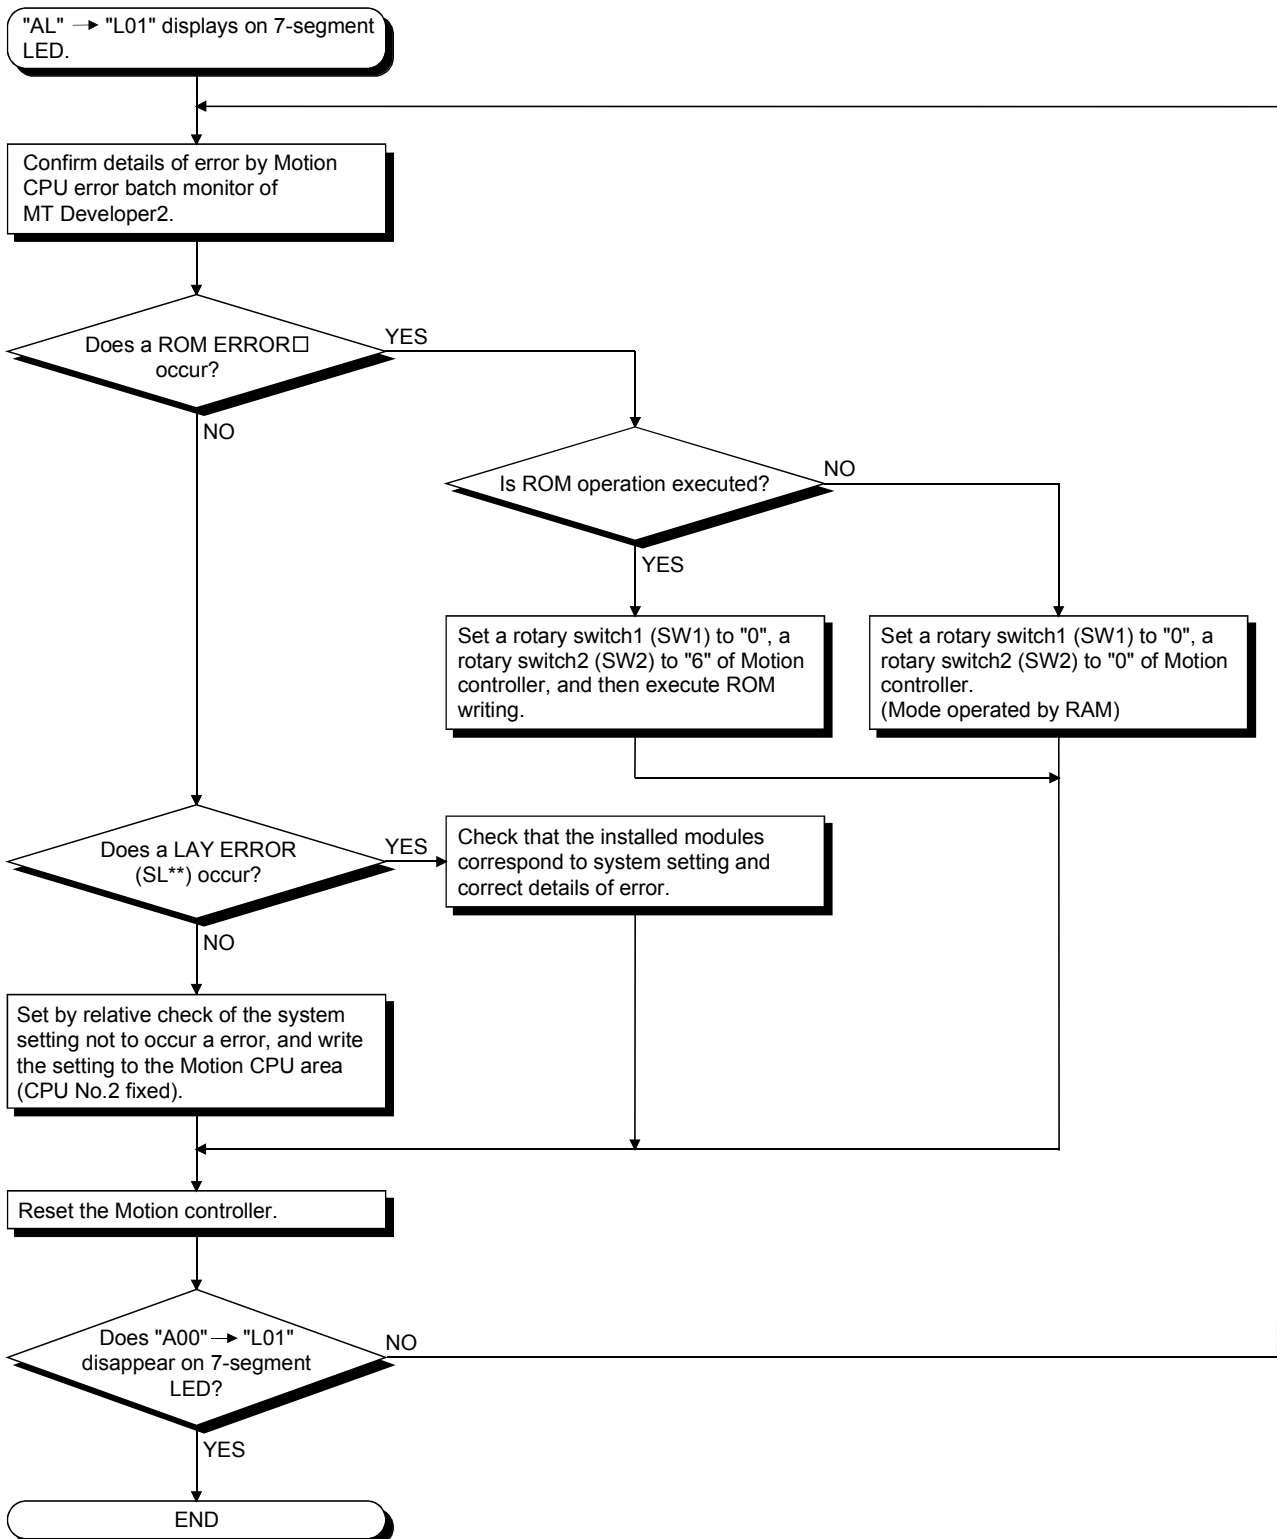 "AL" → "L01" displays on 7-segment
LED.
Confirm details of error by Motion
CPU error batch monitor of
MT Developer2.
Does a ROM ERROR□
occur?
YES
NO
Is ROM operation executed?
NO
YES
Set a rotary switch1 (SW1) to "0", a
rotary switch2 (SW2) to "6" of Motion
controller, and then execute ROM
writing.
Set a rotary switch1 (SW1) to "0", a
rotary switch2 (SW2) to "0" of Motion
controller.
(Mode operated by RAM)
Does a LAY ERROR
(SL**) occur?
YES
NO
Check that the installed modules
correspond to system setting and
correct details of error.
Set by relative check of the system
setting not to occur a error, and write
the setting to the Motion CPU area
(CPU No.2 fixed).
Reset the Motion controller.
Does "A00" → "L01"
disappear on 7-segment
LED?
NO
YES
END